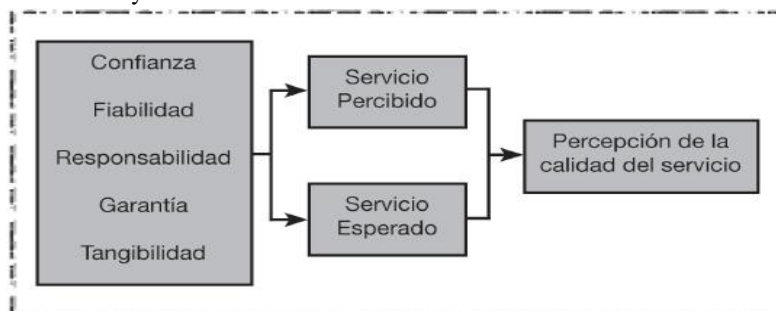 Confianza
Fiabilidad
Responsabilidad
Garantía
Tangibilidad
Servicio
Percibido
Servicio
Esperado
Percepción de la
calidad del servicio